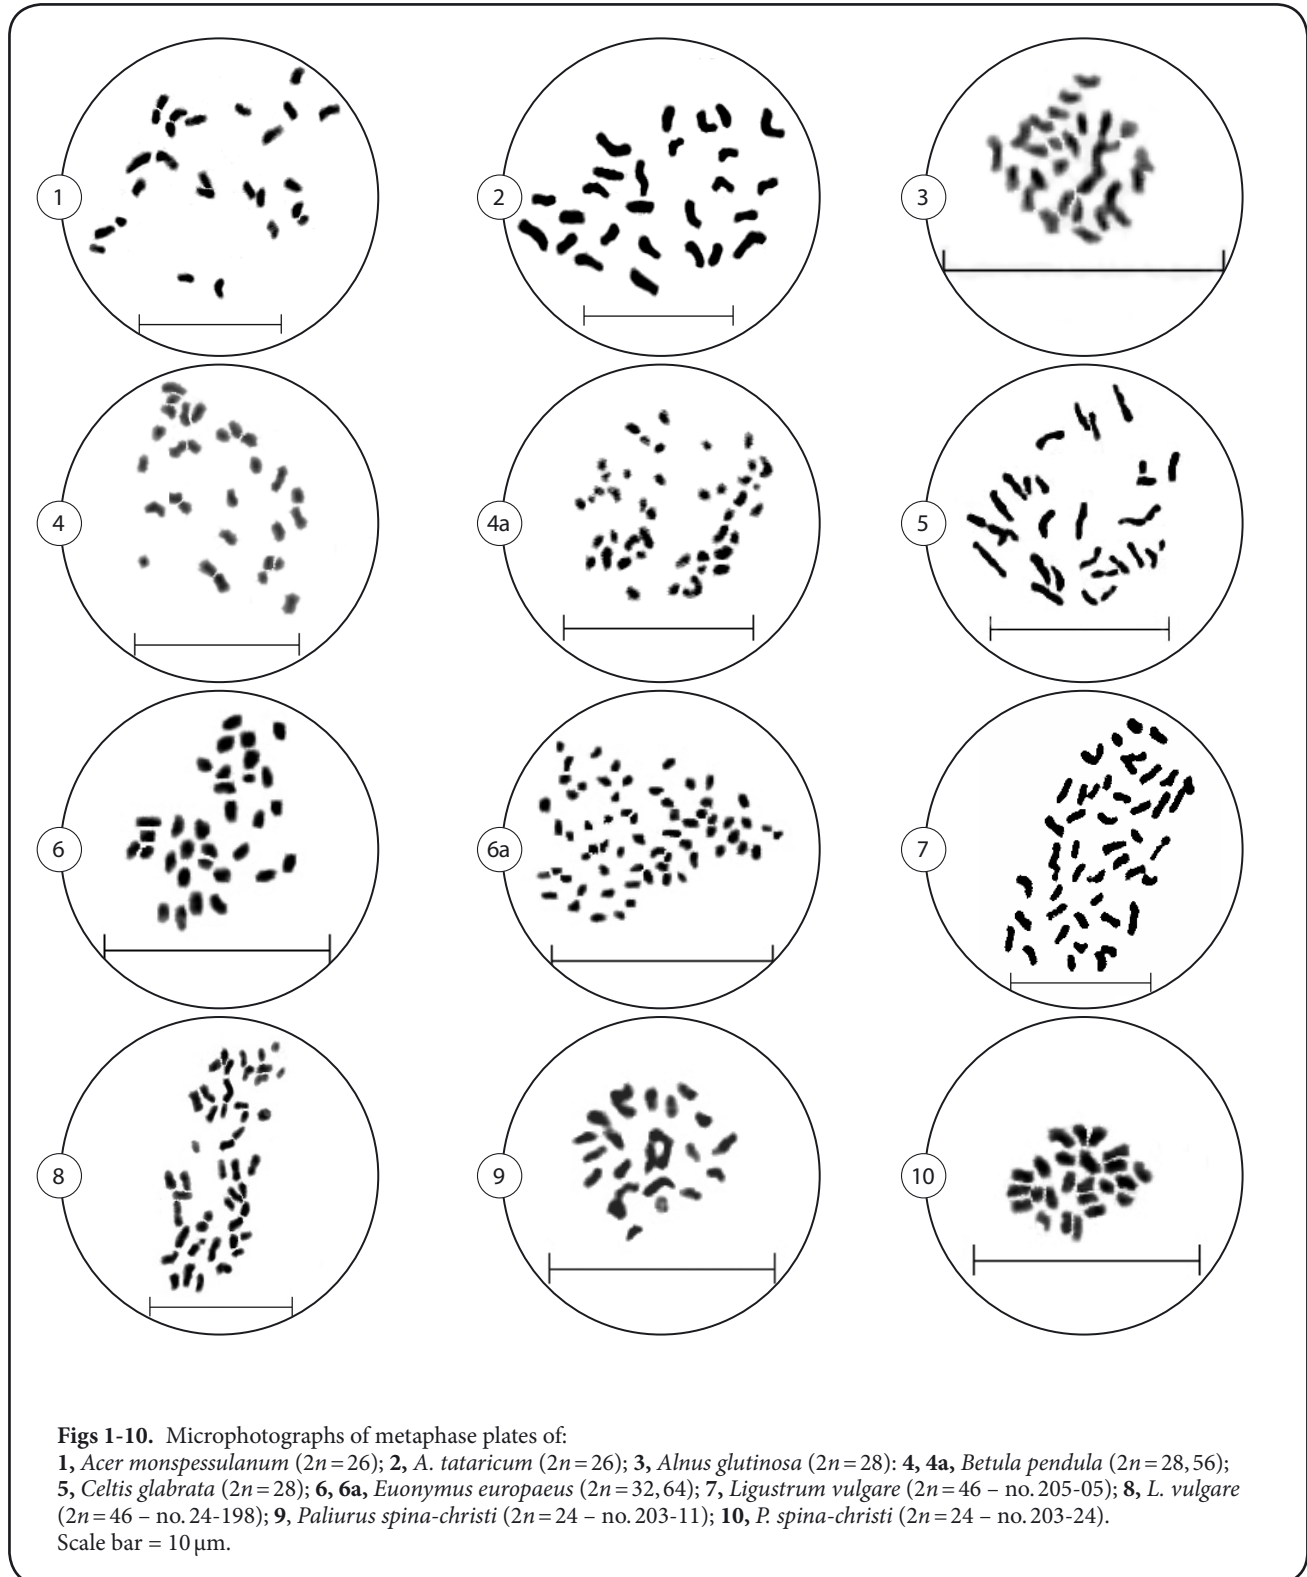 1
2
3
4
4a
5
6
6a
7
8
9
10
Figs 1-10. Microphotographs of metaphase plates of:
1, Acer monspessulanum (2n=26); 2, A. tataricum (2n=26); 3, Alnus glutinosa (2n=28): 4, 4a, Betula pendula (2n=28,56);
5, Celtis glabrata (2n=28); 6, 6a, Euonymus europaeus (2n=32,64); 7, Ligustrum vulgare (2n=46 – no.205-05); 8, L. vulgare
(2n=46 – no.24-198); 9, Paliurus spina-christi (2n=24 – no.203-11); 10, P. spina-christi (2n=24 – no.203-24).
Scale bar = 10 μm.